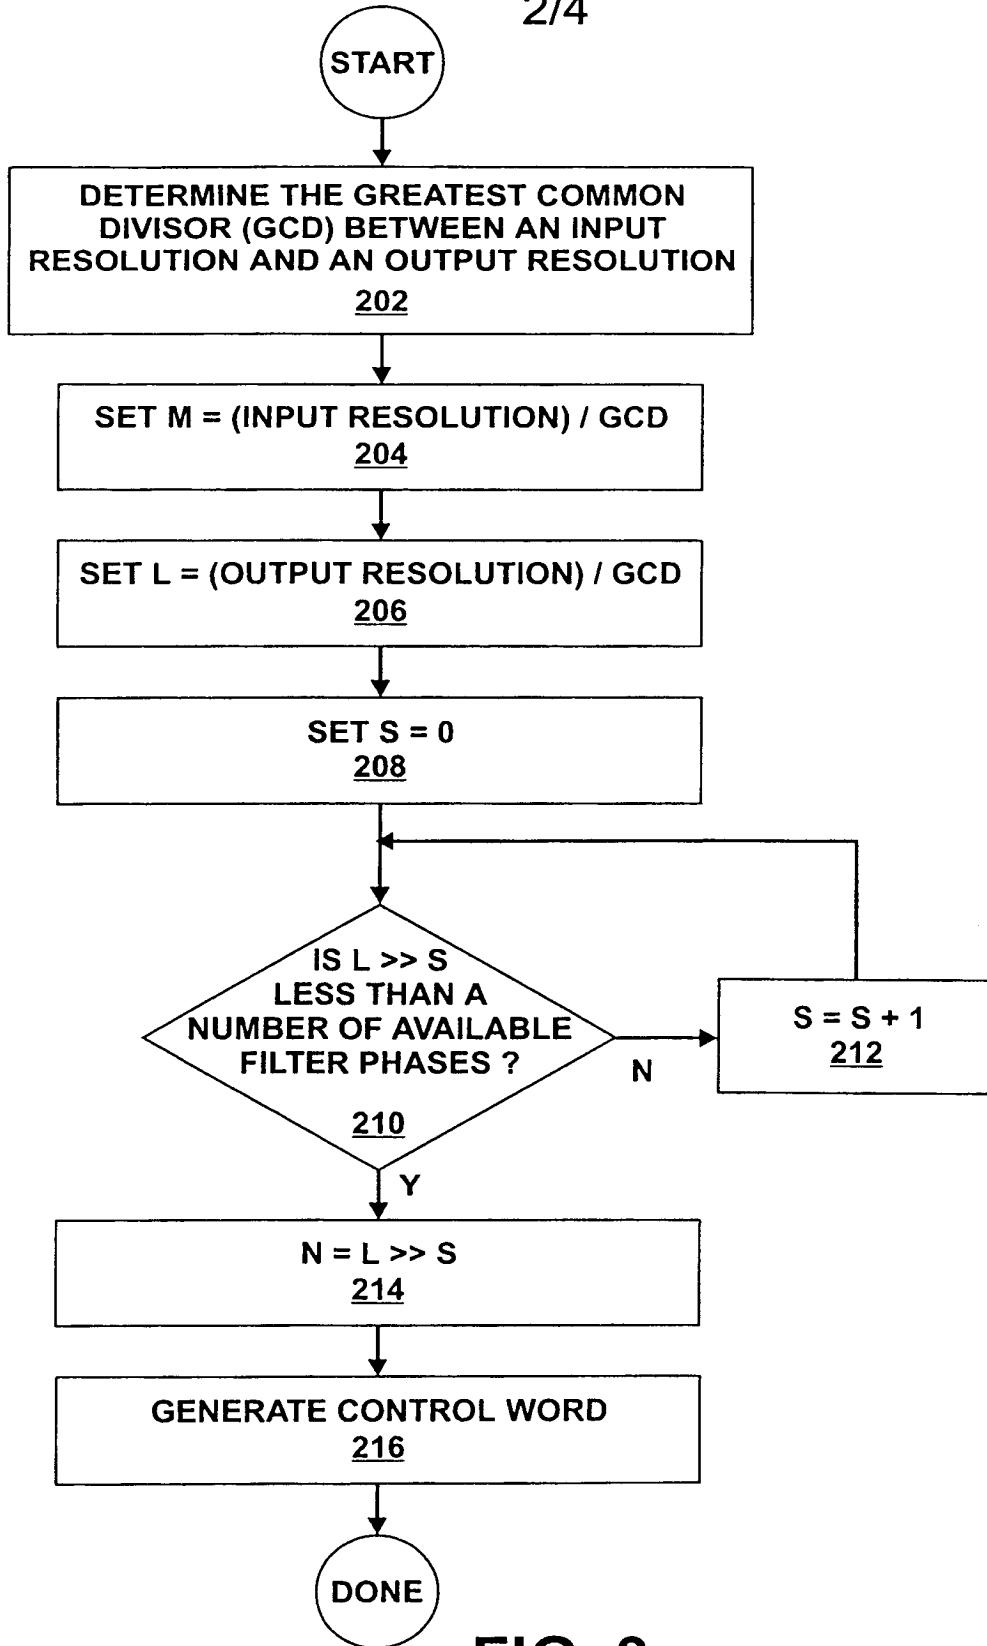 2/4
START
DETERMINE THE GREATEST COMMON
DIVISOR (GCD) BETWEEN AN INPUT
RESOLUTION AND AN OUTPUT RESOLUTION
202
SET M = (INPUT RESOLUTION) / GCD
204
SET L = (OUTPUT RESOLUTION) / GCD
206
SET S = 0
208
IS L >> S
LESS THAN A
NUMBER OF AVAILABLE
FILTER PHASES ?
210
N
S = S + 1
212
Y
N = L >> S
214
GENERATE CONTROL WORD
216
DONE
FIG.